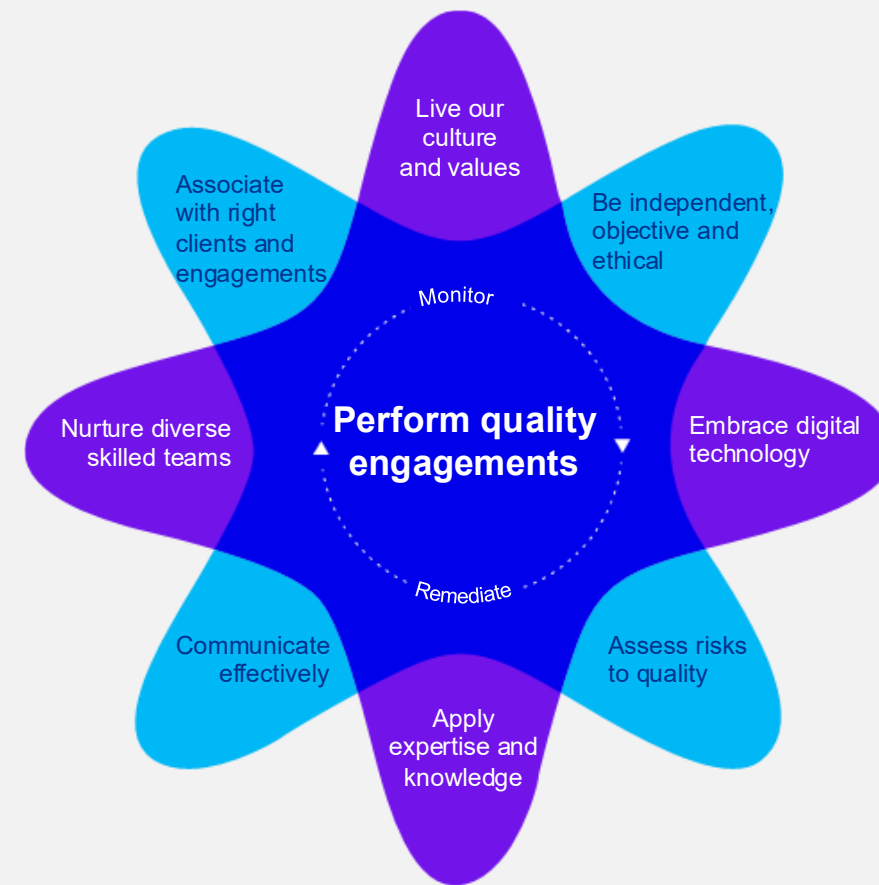 Live our
culture
and values
Be independent,
objective and
ethical
Embrace digital
technology
Assess risks
to quality
Apply
expertise and
knowledge
Communicate
effectively
Nurture diverse
skilled teams
Associate
with right
clients and
engagements
Monitor
Perform quality
engagements
Remediate